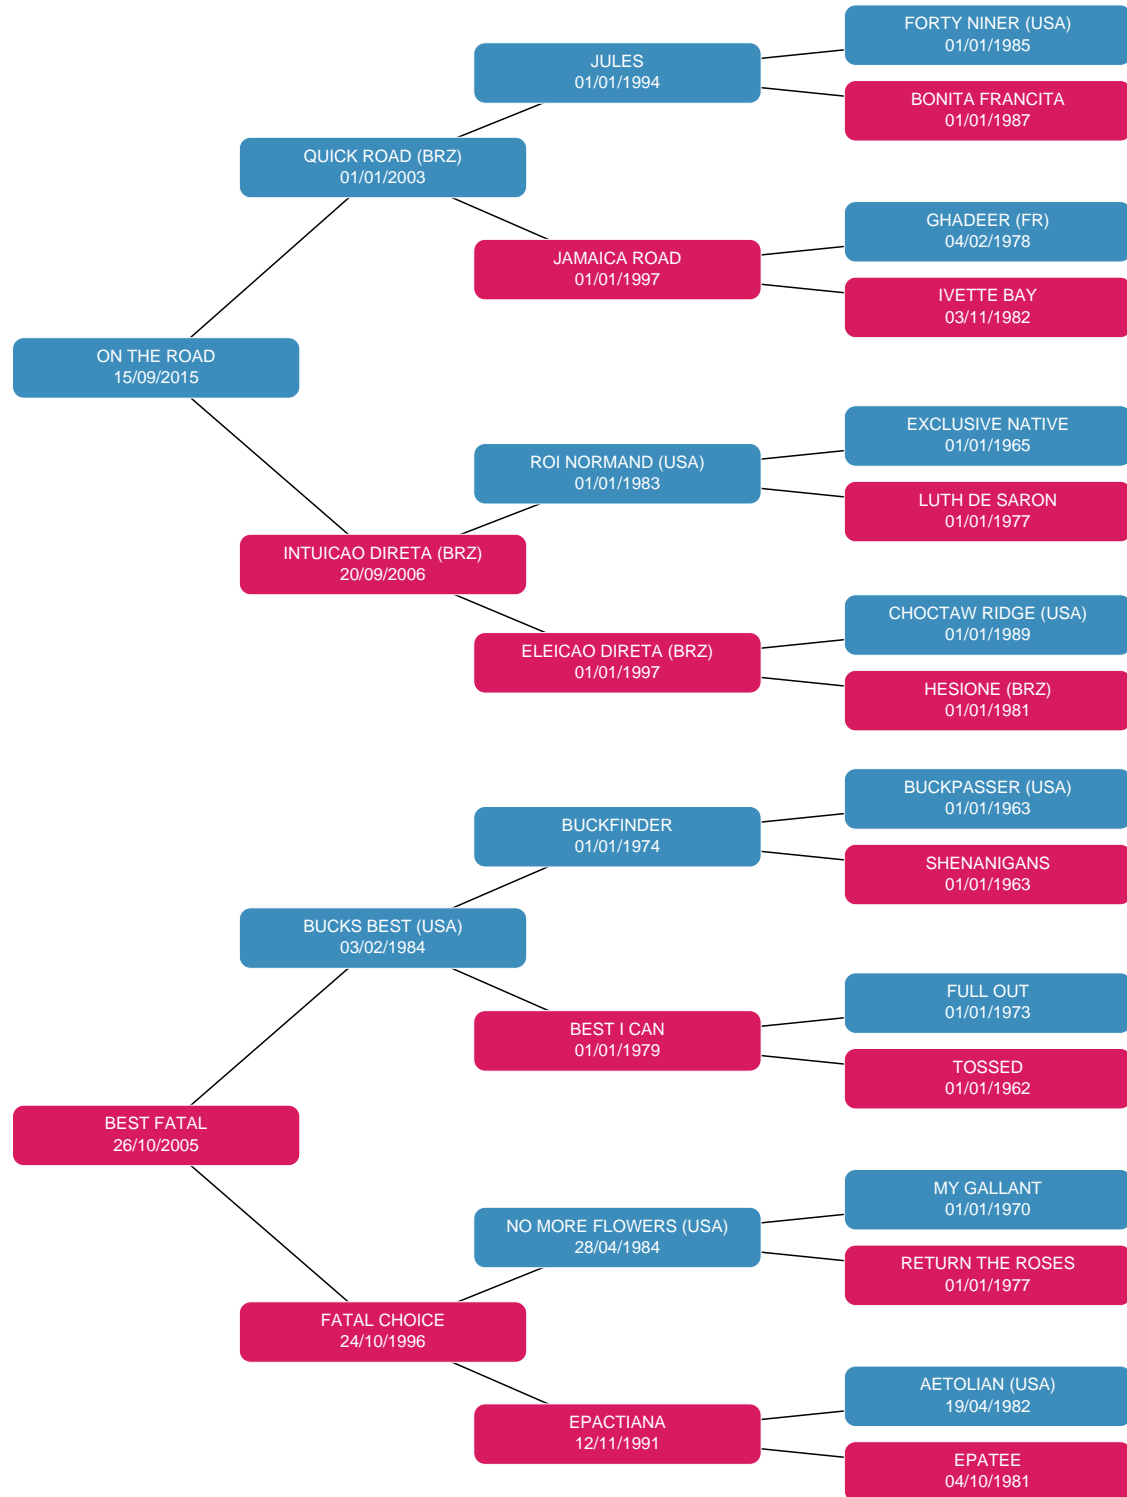 FORTY NINER (USA)
01/01/1985
JULES
01/01/1994
BONITA FRANCITA
01/01/1987
QUICK ROAD (BRZ)
01/01/2003
GHADEER (FR)
04/02/1978
JAMAICA ROAD
01/01/1997
IVETTE BAY
03/11/1982
ON THE ROAD
15/09/2015
EXCLUSIVE NATIVE
01/01/1965
ROI NORMAND (USA)
01/01/1983
LUTH DE SARON
01/01/1977
INTUICAO DIRETA (BRZ)
20/09/2006
CHOCTAW RIDGE (USA)
01/01/1989
ELEICAO DIRETA (BRZ)
01/01/1997
HESIONE (BRZ)
01/01/1981
BUCKPASSER (USA)
01/01/1963
BUCKFINDER
01/01/1974
SHENANIGANS
01/01/1963
BUCKS BEST (USA)
03/02/1984
FULL OUT
01/01/1973
BEST I CAN
01/01/1979
TOSSED
01/01/1962
BEST FATAL
26/10/2005
MY GALLANT
01/01/1970
NO MORE FLOWERS (USA)
28/04/1984
RETURN THE ROSES
01/01/1977
FATAL CHOICE
24/10/1996
AETOLIAN (USA)
19/04/1982
EPACTIANA
12/11/1991
EPATEE
04/10/1981